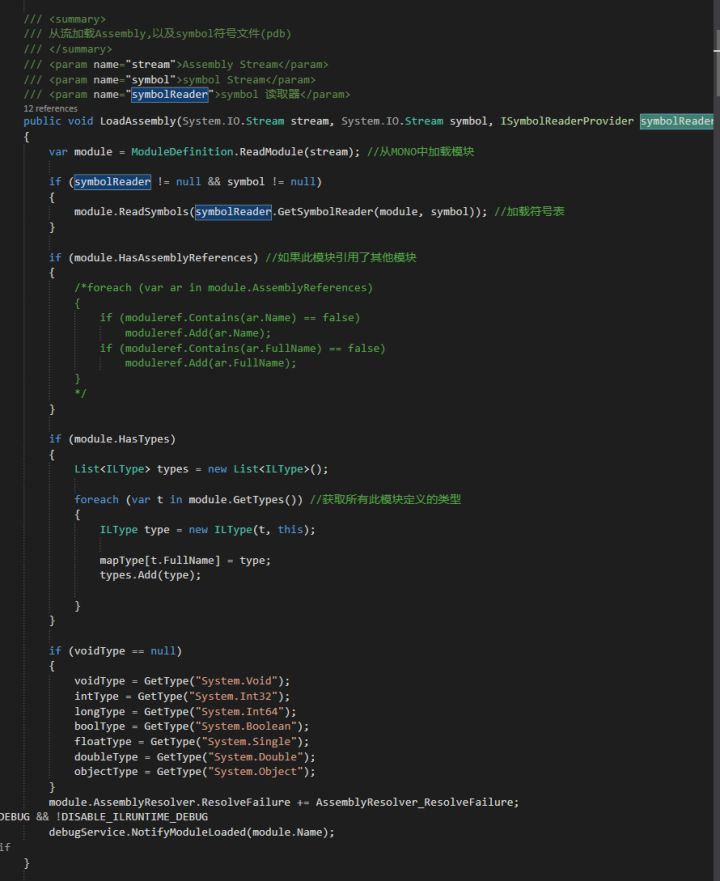 /// <summary>
/// 从流加载Assembly,以及symbol符号文件(pdb)
/// </summary>
/// <param name="stream">Assembly Stream</param>
/// <param name="symbol">symbol Stream</param>
/// <param name="symbolReader">symbol 读取器</param>
12 references
public void LoadAssembly(System.IO.Stream stream, System.IO.Stream symbol, ISymbolReaderProvider symbolReader
{
var module = ModuleDefinition.ReadModule(stream); //从MONO中加载模块
if (symbolReader != null && symbol != null)
{
module.ReadSymbols(symbolReader.GetSymbolReader(module, symbol)); //加载符号表
}
if (module.HasAssemblyReferences) //如果此模块引用了其他模块
{
/*foreach (var ar in module.AssemblyReferences)
{
if (moduleref.Contains(ar.Name) == false)
moduleref.Add(ar.Name);
if (moduleref.Contains(ar.FullName) == false)
moduleref.Add(ar.FullName);
}
*/
}
if (module.HasTypes)
{
List<ILType> types = new List<ILType>();
foreach (var t in module.GetTypes()) //获取所有此模块定义的类型
{
ILType type = new ILType(t, this);
mapType[t.FullName] = type;
types.Add(type);
}
}
if (voidType == null)
{
voidType = GetType("System.Void");
intType = GetType("System.Int32");
longType = GetType("System.Int64");
boolType = GetType("System.Boolean");
floatType = GetType("System.Single");
doubleType = GetType("System.Double");
objectType = GetType("System.Object");
}
module.AssemblyResolver.ResolveFailure += AssemblyResolver_ResolveFailure;
DEBUG && !DISABLE_ILRUNTIME_DEBUG
debugService.NotifyModuleLoaded(module.Name);
if
}